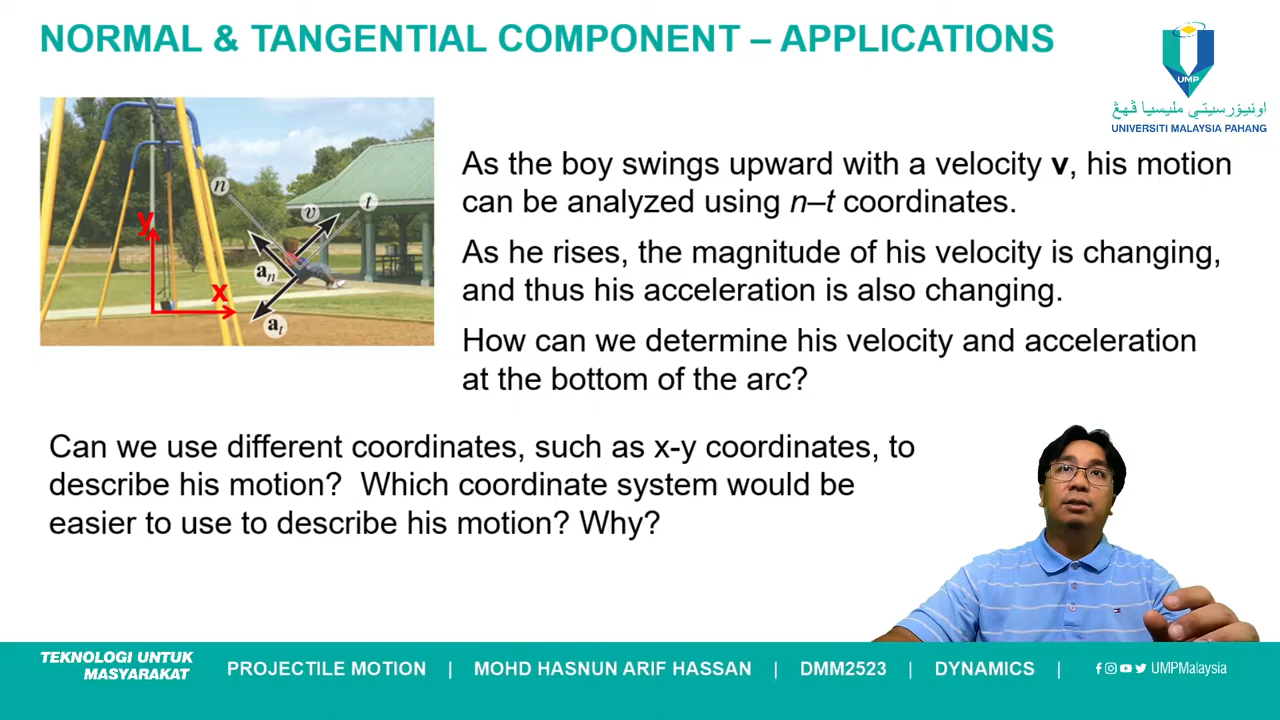 NORMAL & TANGENTIAL COMPONENT – APPLICATIONS
UMP
اونيۏرسيتي مليسيا ڤهڠ
UNIVERSITI MALAYSIA PAHANG
n
v
t
y
a_n
x
a_t
As the boy swings upward with a velocity v, his motion
can be analyzed using n–t coordinates.
As he rises, the magnitude of his velocity is changing,
and thus his acceleration is also changing.
How can we determine his velocity and acceleration
at the bottom of the arc?
Can we use different coordinates, such as x-y coordinates, to
describe his motion?  Which coordinate system would be
easier to use to describe his motion? Why?
TEKNOLOGI UNTUK
MASYARAKAT
PROJECTILE MOTION | MOHD HASNUN ARIF HASSAN | DMM2523 | DYNAMICS |
UMPMalaysia